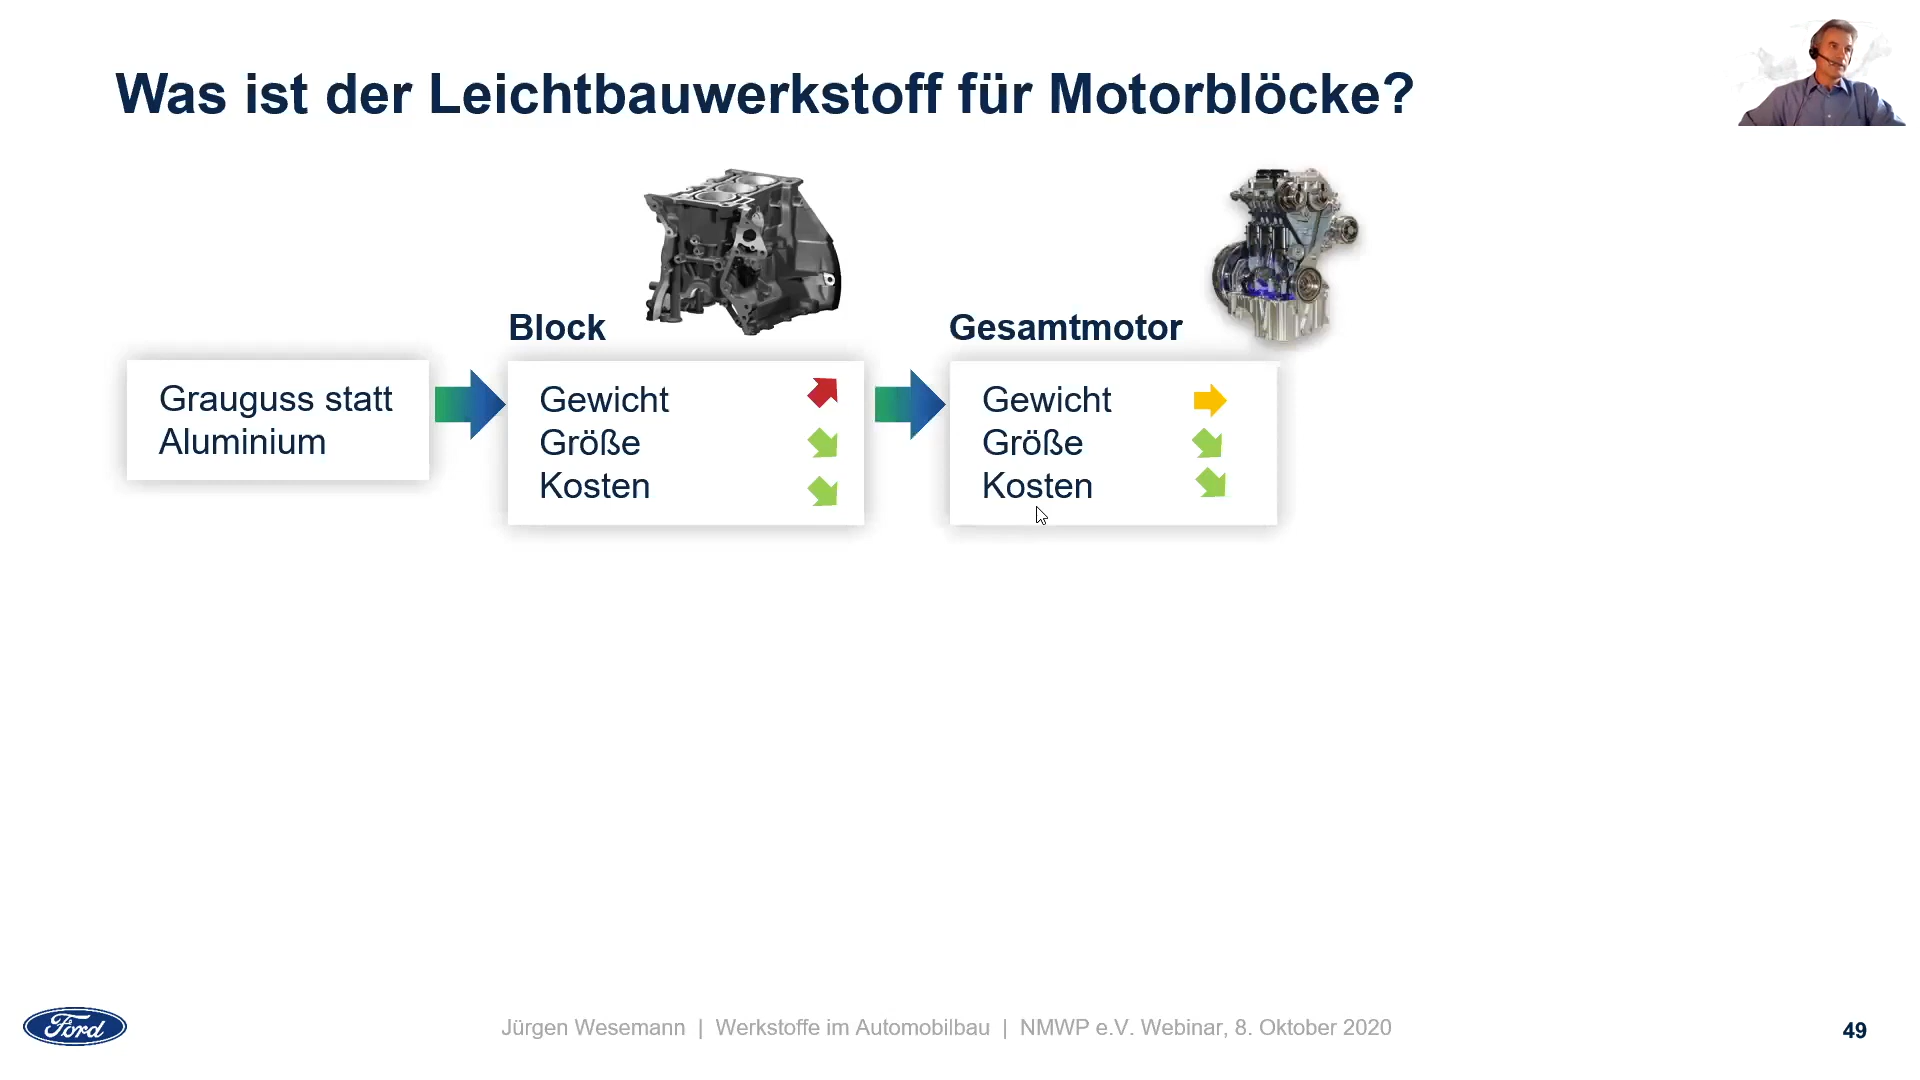 Was ist der Leichtbauwerkstoff für Motorblöcke?
Block
Gesamtmotor
Grauguss statt
Aluminium
Gewicht
Größe
Kosten
Gewicht
Größe
Kosten
Ford
Jürgen Wesemann | Werkstoffe im Automobilbau | NMWP e.V. Webinar, 8. Oktober 2020
49